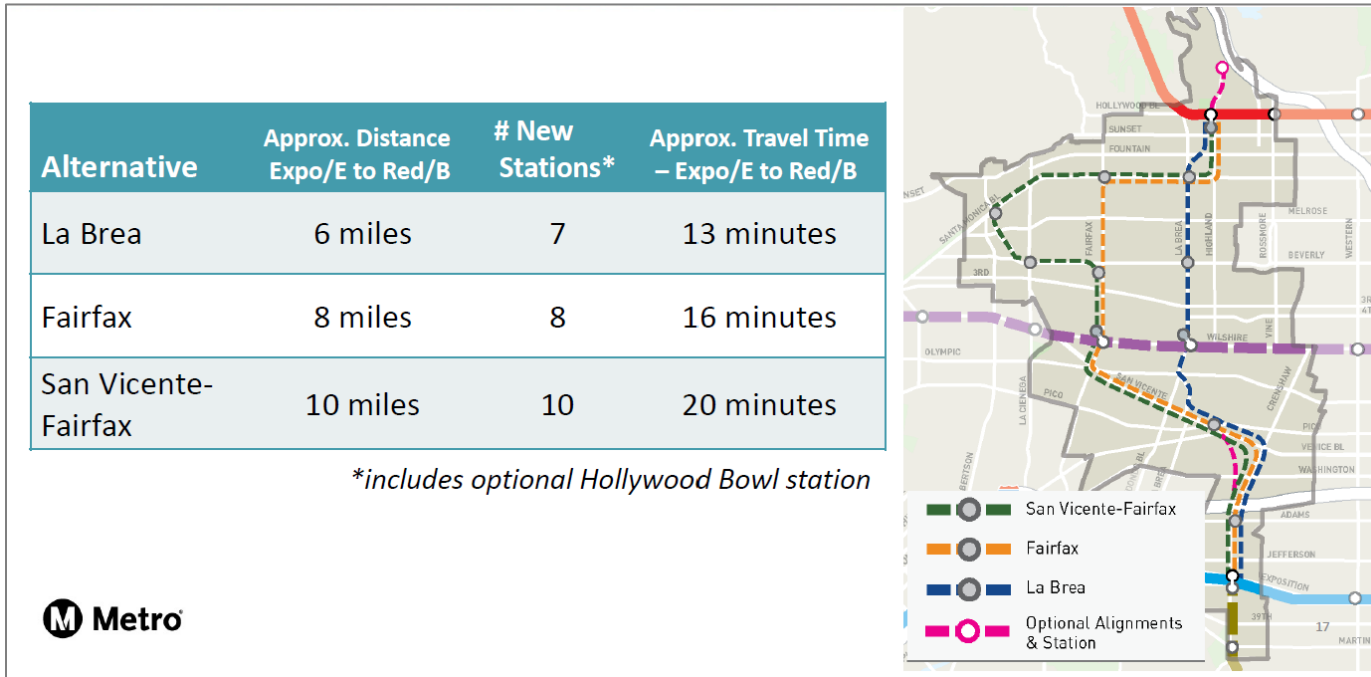 Alternative
Approx. Distance
Expo/E to Red/B
# New
Stations*
Approx. Travel Time
– Expo/E to Red/B
La Brea
6 miles
7
13 minutes
Fairfax
8 miles
8
16 minutes
San Vicente-
Fairfax
10 miles
10
20 minutes
*includes optional Hollywood Bowl station
M Metro
HOLLYWOOD BL
SUNSET
FOUNTAIN
SANTA MONICA BL
FAIRFAX
LA BREA
HIGHLAND
ROSSMORE
MELROSE
WESTERN
BEVERLY
3RD
WILSHIRE
VINE
OLYMPIC
LA CIENEGA
PICO
SAN VICENTE
CRENSHAW
PICO
VENICE BL
WASHINGTON
ADAMS
JEFFERSON
EXPOSITION
39TH
17
MARTIN
San Vicente-Fairfax
Fairfax
La Brea
Optional Alignments
& Station